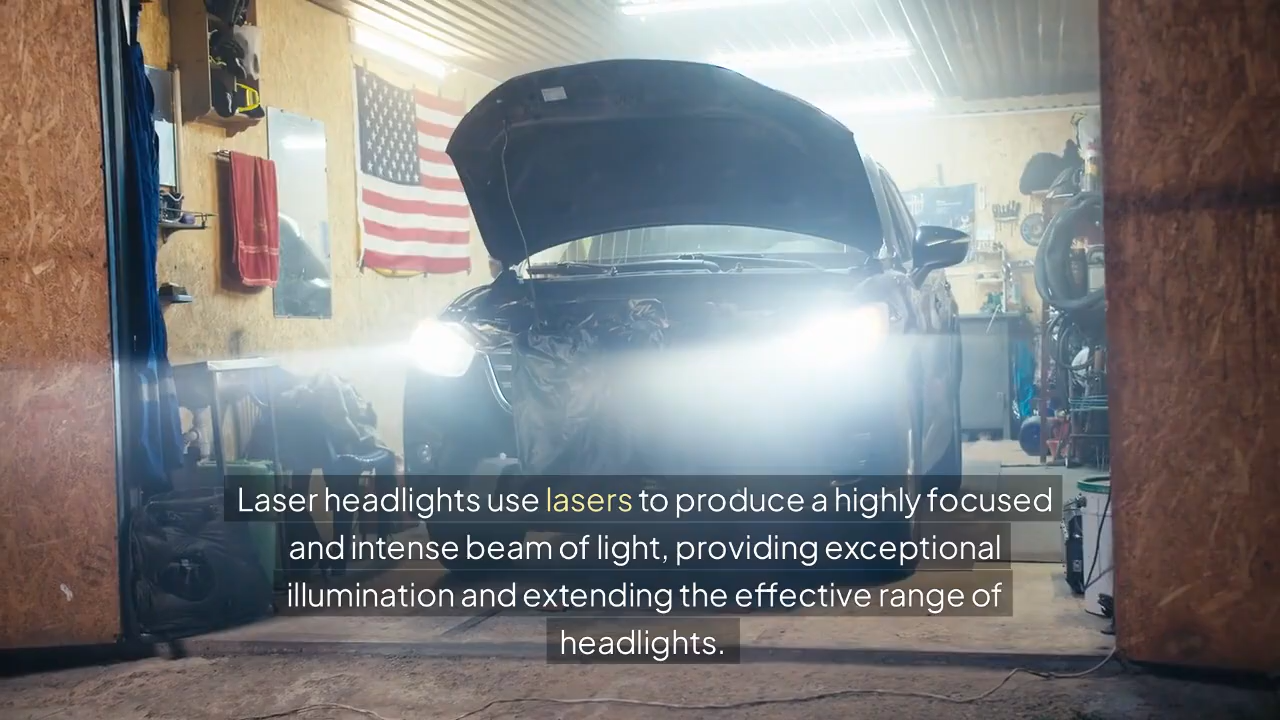 Laser headlights use lasers to produce a highly focused
and intense beam of light, providing exceptional
illumination and extending the effective range of
headlights.